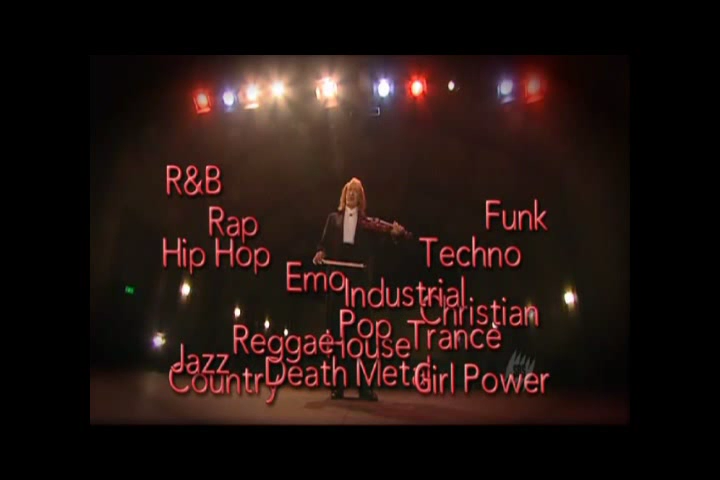 R&B
Rap
Funk
Hip Hop
Techno
Emo
Industrial
Christian
Pop
Trance
Reggae
House
Jazz
Death Metal
Country
Girl Power